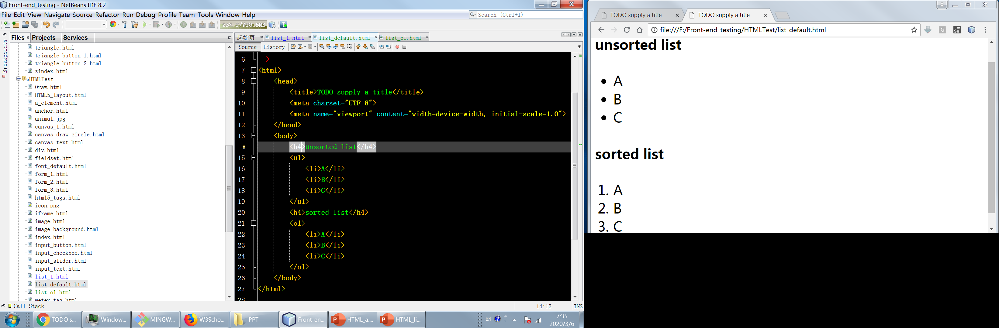 Front-end_testing - NetBeans IDE 8.2
File Edit View Navigate Source Refactor Run Debug Profile Team Tools Window Help
Search (Ctrl+I)
237.1/718.5MB
Files Projects Services
Breakpoints
triangle.html
triangle_button_1.html
triangle_button_2.html
zindex.html
HTMLTest
0raw.html
HTML5_layout.html
a_element.html
anchor.html
animal.jpg
canvas_1.html
canvas_draw_circle.html
canvas_text.html
div.html
fieldset.html
font_default.html
form_1.html
form_2.html
form_3.html
html5_tags.html
icon.png
iframe.html
image.html
image_background.html
index.html
input_button.html
input_checkbox.html
input_slider.html
input_text.html
list_1.html
list_default.html
list_ol.html
meter_tag.html
Call Stack
起始页 list_1.html list_default.html list_ol.html
Source History
6 -->
7 <html>
8 <head>
9 <title>TODO supply a title</title>
10 <meta charset="UTF-8">
11 <meta name="viewport" content="width=device-width, initial-scale=1.0">
12 </head>
13 <body>
<h4>unsorted list</h4>
15 <ul>
16 <li>A</li>
17 <li>B</li>
18 <li>C</li>
19 </ul>
20 <h4>sorted list</h4>
21 <ol>
22 <li>A</li>
23 <li>B</li>
24 <li>C</li>
25 </ol>
26 </body>
27 </html>
28
14:12 INS
TODO supply a title TODO supply a title
file:///F:/Front-end_testing/HTMLTest/list_default.html
G Se
unsorted list
• A
• B
• C
sorted list
1. A
2. B
3. C
TODO s... Window... MINGW... W3Scho... PPT Front-en... HTML_a.... HTML_li...
EN
7:35
2020/3/6